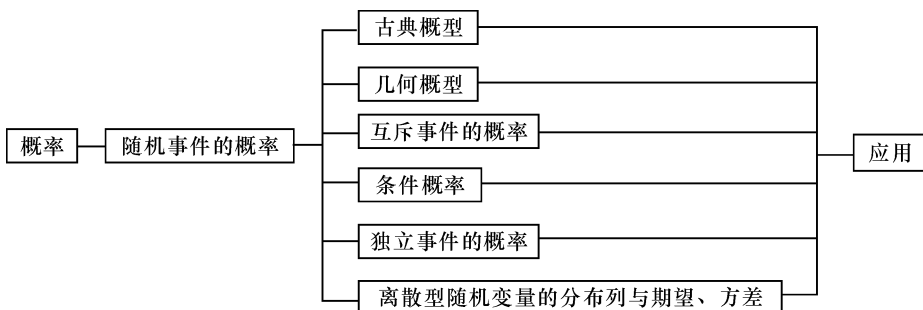 概率
随机事件的概率
古典概型
几何概型
互斥事件的概率
条件概率
独立事件的概率
离散型随机变量的分布列与期望、方差
应用